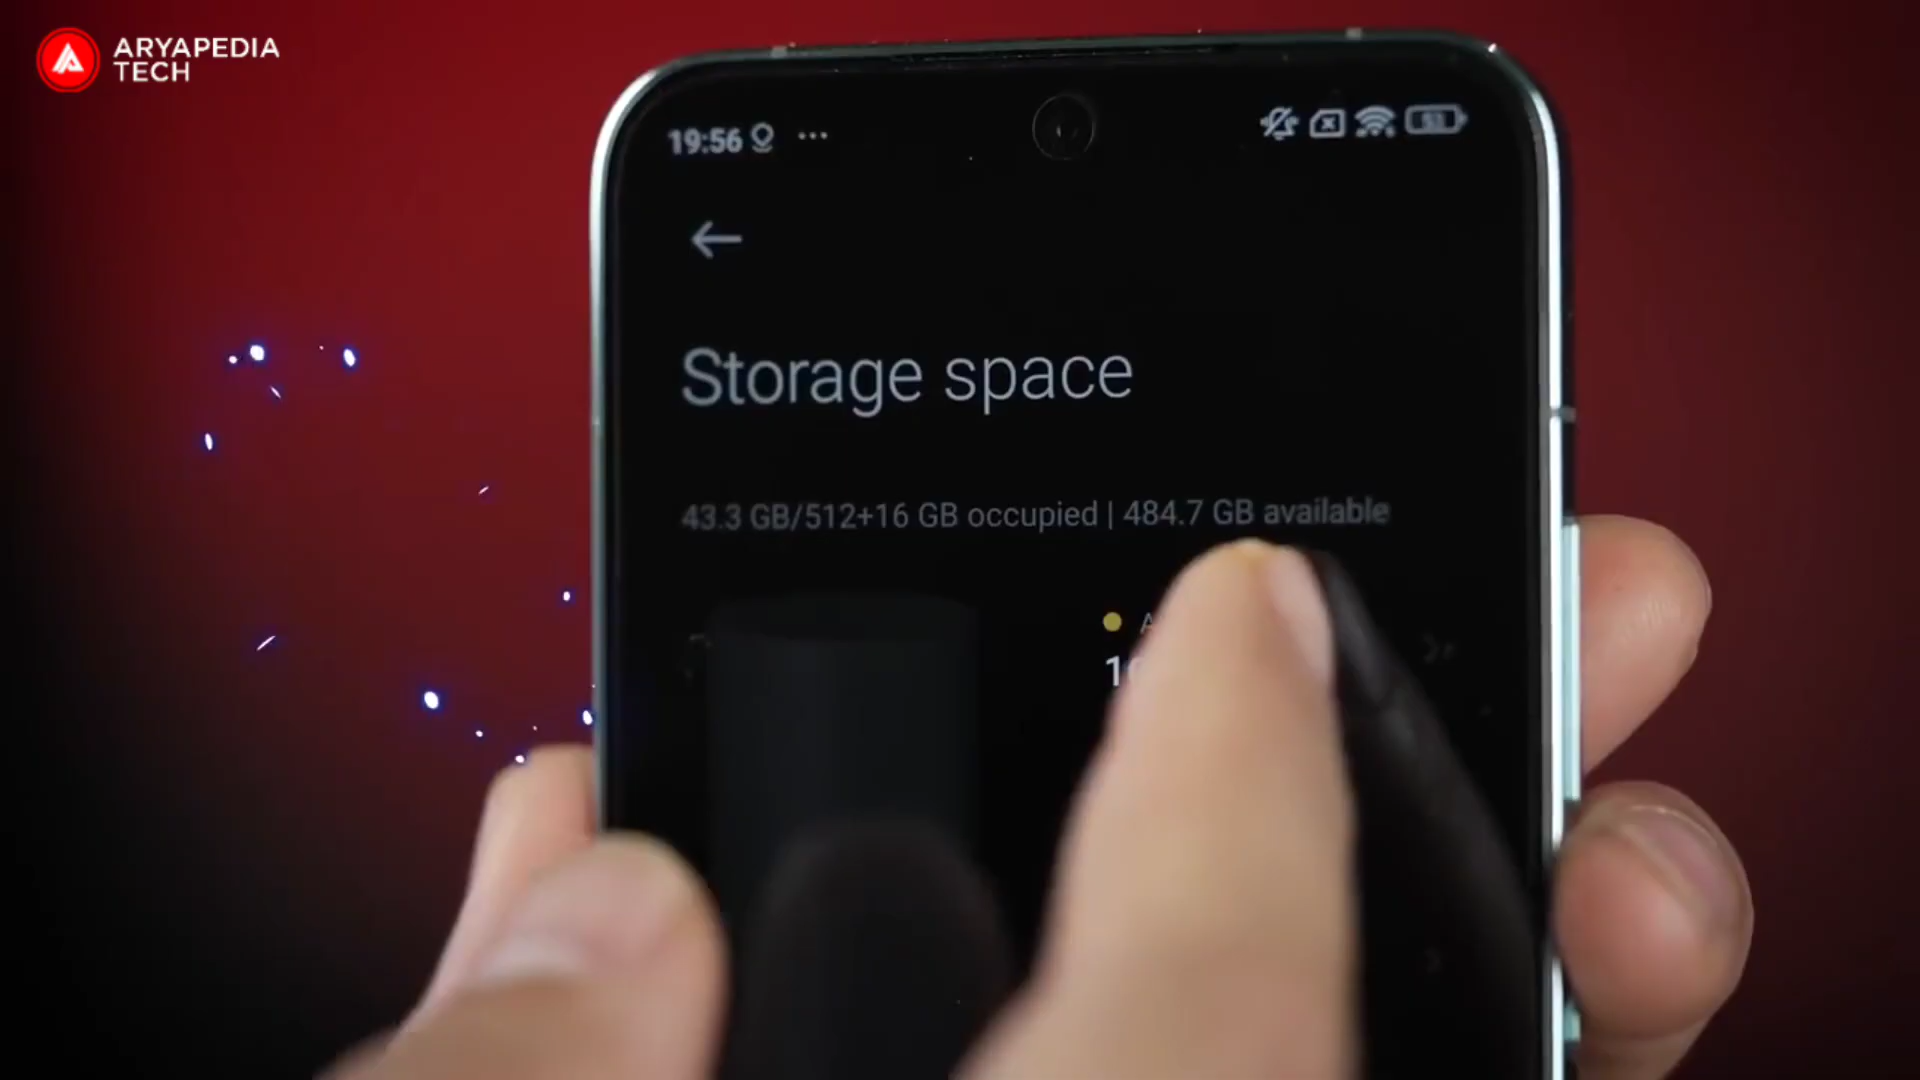 ARYAPEDIA
TECH
19:56
Storage space
43.3 GB/512+16 GB occupied | 484.7 GB available